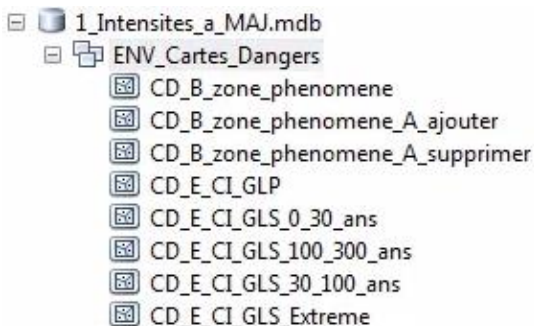 1_Intensites_a_MAJ.mdb
ENV_Cartes_Dangers
CD_B_zone_phenomene
CD_B_zone_phenomene_A_ajouter
CD_B_zone_phenomene_A_supprimer
CD_E_CI_GLP
CD_E_CI_GLS_0_30_ans
CD_E_CI_GLS_100_300_ans
CD_E_CI_GLS_30_100_ans
CD_E_CI_GLS_Extreme